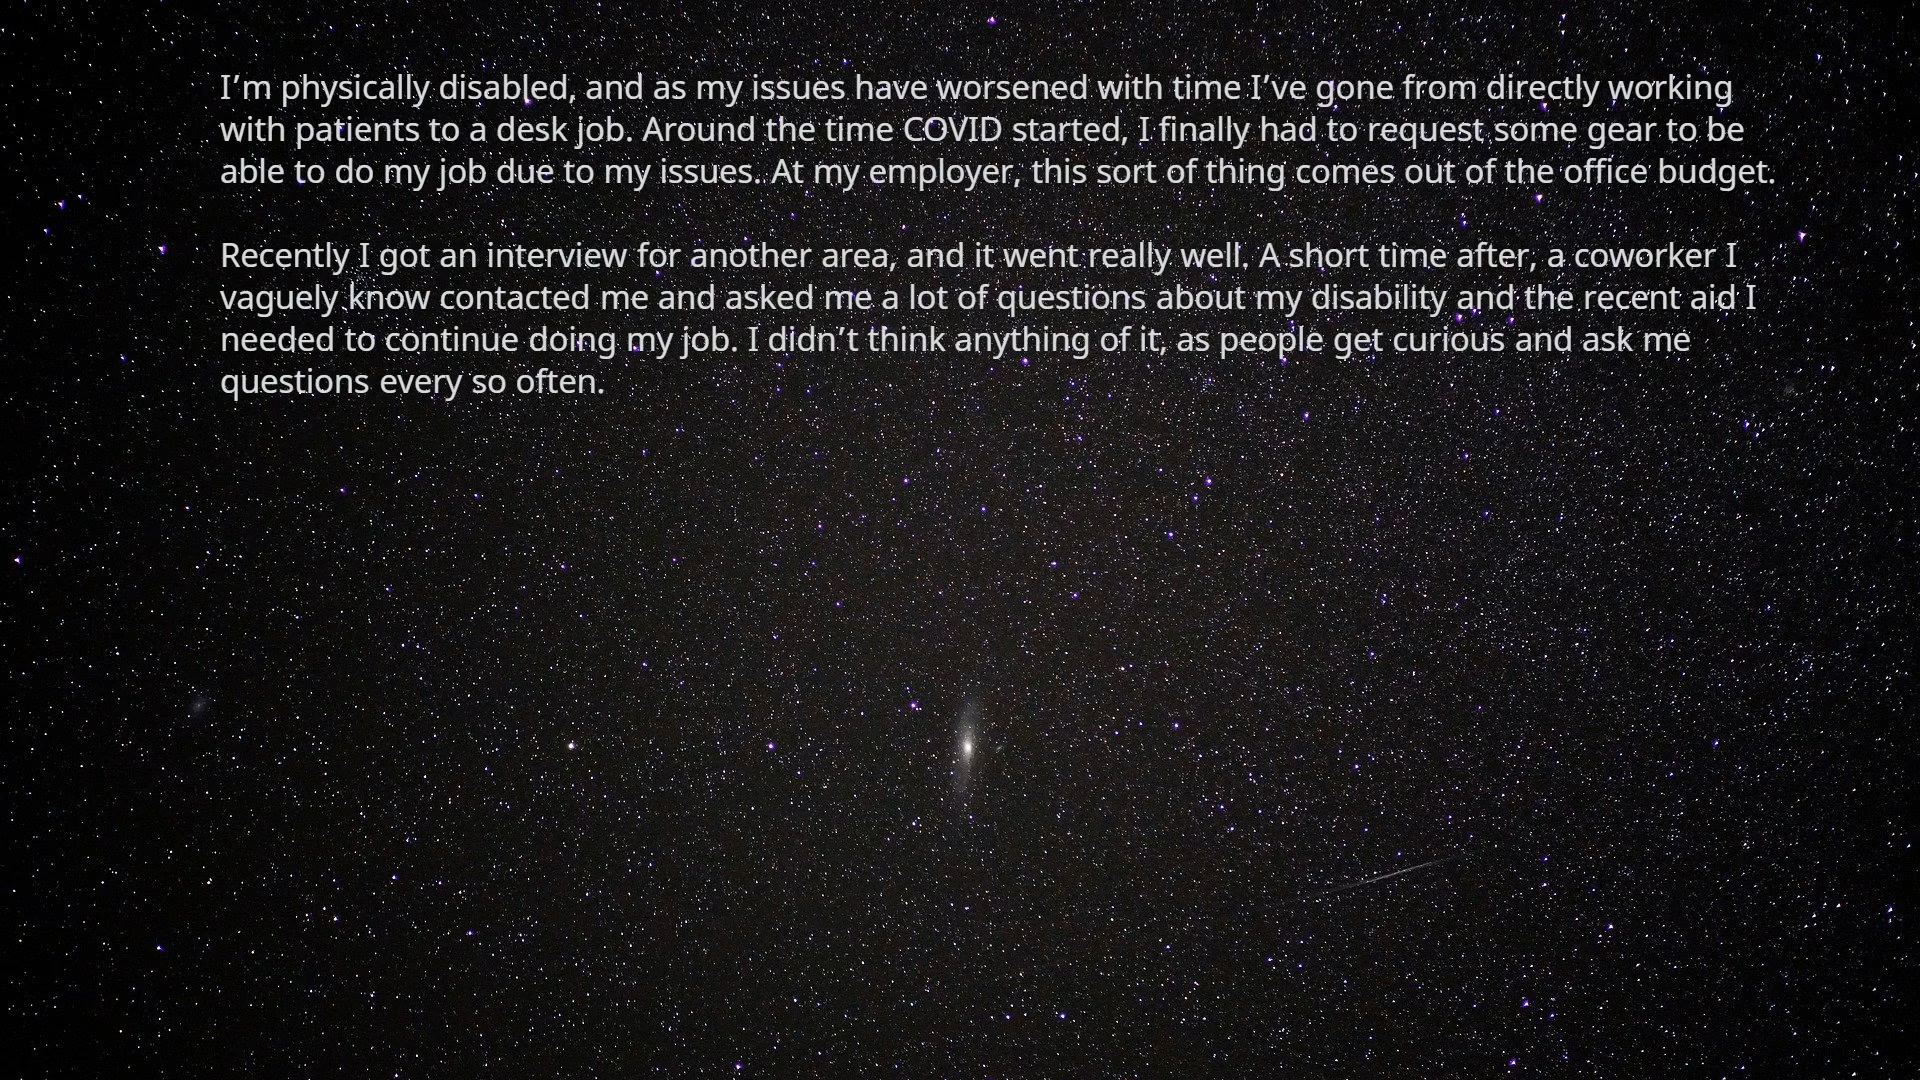 I’m physically disabled, and as my issues have worsened with time I’ve gone from directly working
with patients to a desk job. Around the time COVID started, I finally had to request some gear to be
able to do my job due to my issues. At my employer, this sort of thing comes out of the office budget.
Recently I got an interview for another area, and it went really well. A short time after, a coworker I
vaguely know contacted me and asked me a lot of questions about my disability and the recent aid I
needed to continue doing my job. I didn’t think anything of it, as people get curious and ask me
questions every so often.